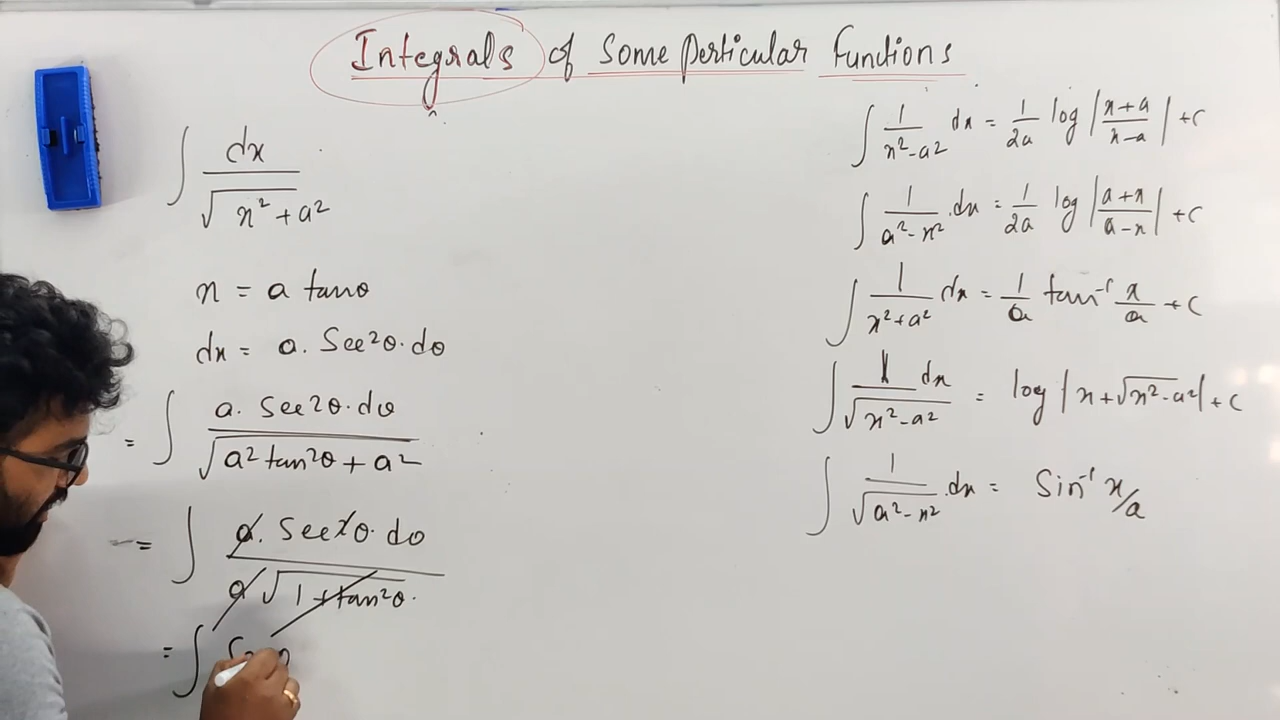 Integrals of Some Perticular Functions
∫ dx / √x² + a²
x = a tanθ
dx = a. Sec²θ. dθ
= ∫ a. Sec²θ. dθ / √a² tan²θ + a²
= ∫ a. Sec²θ. dθ / a√1 + tan²θ.
= ∫
∫ 1 / x² - a² dx = 1/2a log |x+a / x-a| + C
∫ 1 / a² - x² . dx = 1/2a log |a+x / a-x| + C
∫ 1 / x² + a² dx = 1/a tan⁻¹ x/a + C
∫ 1 dx / √x² - a² = log | x + √x² - a² | + C
∫ 1 / √a² - x² . dx = Sin⁻¹ x/a